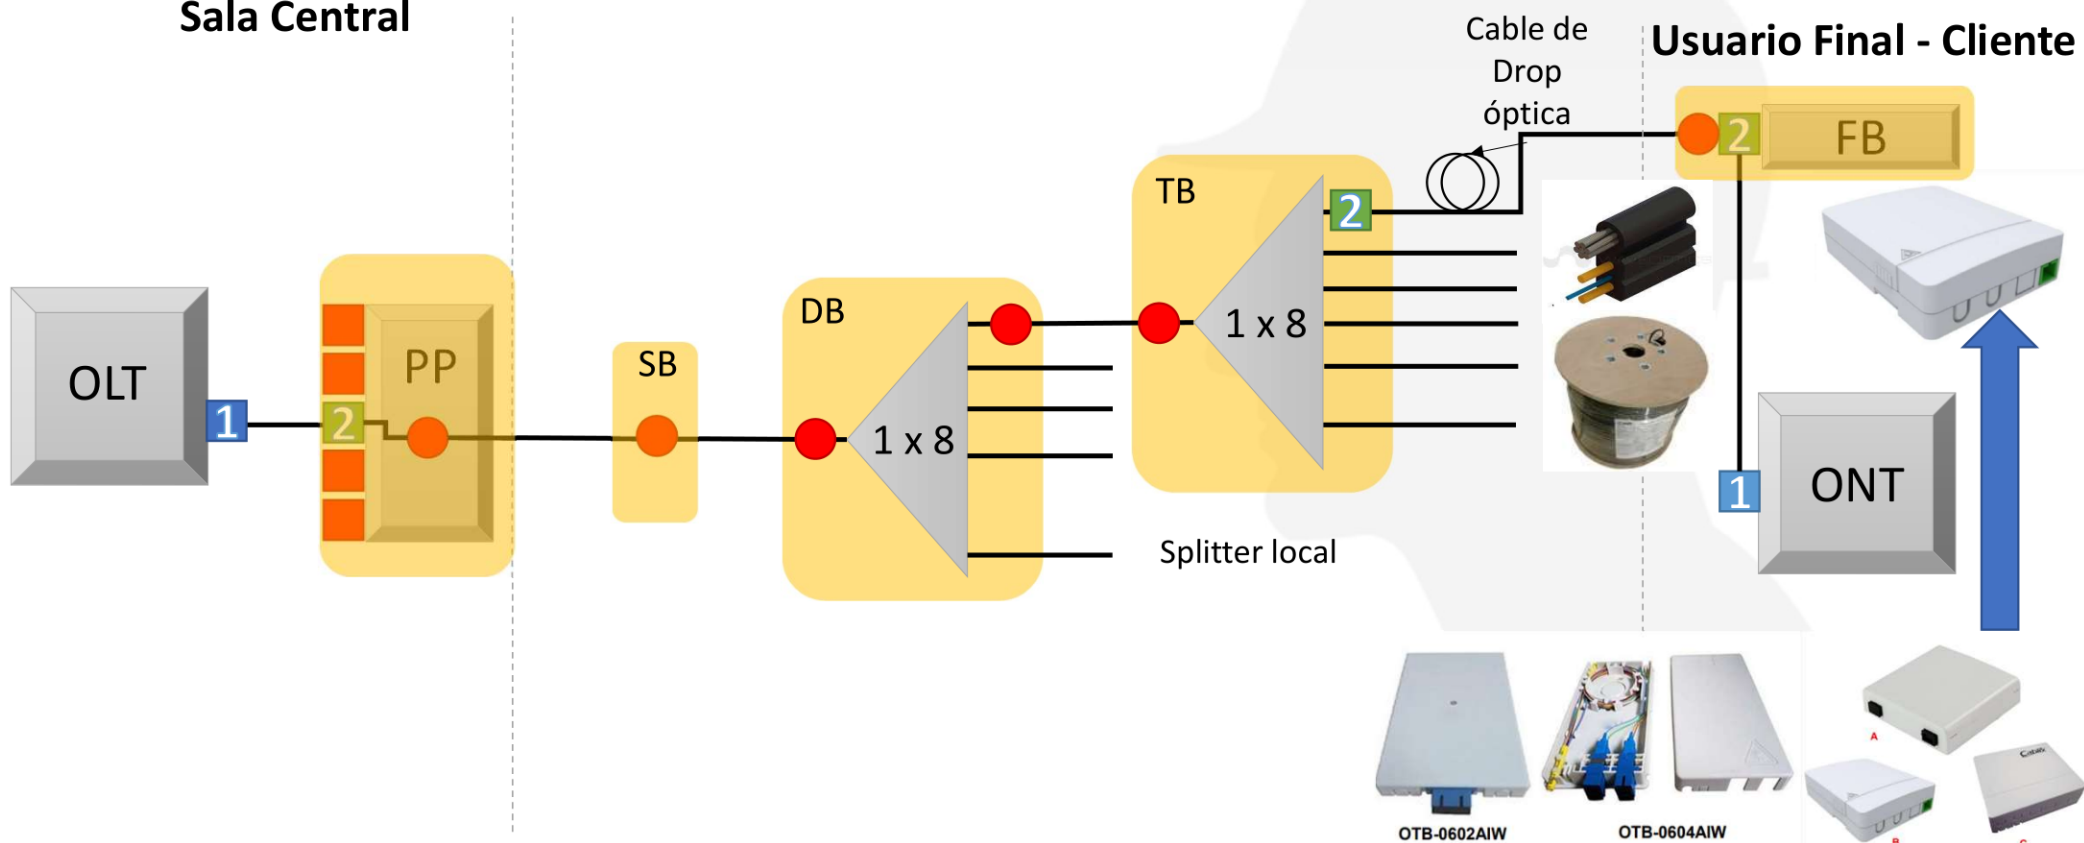 Sala Central
Cable de
Drop
óptica
Usuario Final - Cliente
2
FB
TB
2
DB
1 x 8
OLT
PP
SB
1
2
1 x 8
ONT
1
Splitter local
A
B
C
OTB-0602AIW
OTB-0604AIW